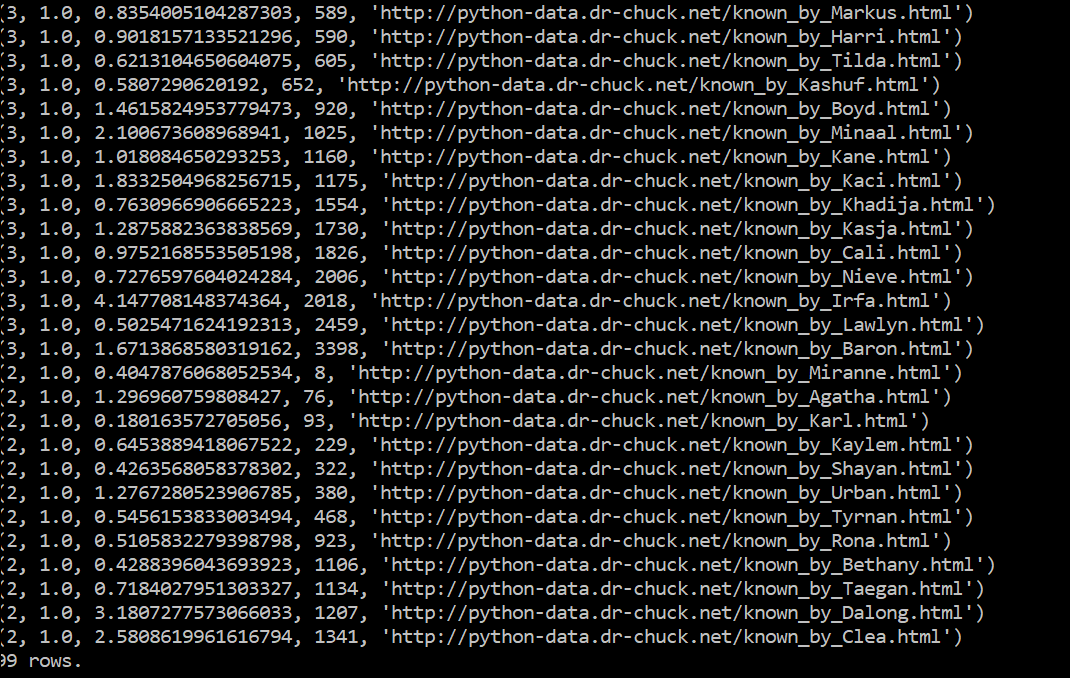 (3, 1.0, 0.8354005104287303, 589, 'http://python-data.dr-chuck.net/known_by_Markus.html')
(3, 1.0, 0.9018157133521296, 590, 'http://python-data.dr-chuck.net/known_by_Harri.html')
(3, 1.0, 0.6213104650604075, 605, 'http://python-data.dr-chuck.net/known_by_Tilda.html')
(3, 1.0, 0.5807290620192, 652, 'http://python-data.dr-chuck.net/known_by_Kashuf.html')
(3, 1.0, 1.4615824953779473, 920, 'http://python-data.dr-chuck.net/known_by_Boyd.html')
(3, 1.0, 2.100673608968941, 1025, 'http://python-data.dr-chuck.net/known_by_Minaal.html')
(3, 1.0, 1.018084650293253, 1160, 'http://python-data.dr-chuck.net/known_by_Kane.html')
(3, 1.0, 1.8332504968256715, 1175, 'http://python-data.dr-chuck.net/known_by_Kaci.html')
(3, 1.0, 0.7630966906665223, 1554, 'http://python-data.dr-chuck.net/known_by_Khadija.html')
(3, 1.0, 1.2875882363838569, 1730, 'http://python-data.dr-chuck.net/known_by_Kasja.html')
(3, 1.0, 0.9752168553505198, 1826, 'http://python-data.dr-chuck.net/known_by_Cali.html')
(3, 1.0, 0.7276597604024284, 2006, 'http://python-data.dr-chuck.net/known_by_Nieve.html')
(3, 1.0, 4.147708148374364, 2018, 'http://python-data.dr-chuck.net/known_by_Irfa.html')
(3, 1.0, 0.5025471624192313, 2459, 'http://python-data.dr-chuck.net/known_by_Lawlyn.html')
(3, 1.0, 1.6713868580319162, 3398, 'http://python-data.dr-chuck.net/known_by_Baron.html')
(2, 1.0, 0.4047876068052534, 8, 'http://python-data.dr-chuck.net/known_by_Miranne.html')
(2, 1.0, 1.296960759808427, 76, 'http://python-data.dr-chuck.net/known_by_Agatha.html')
(2, 1.0, 0.180163572705056, 93, 'http://python-data.dr-chuck.net/known_by_Karl.html')
(2, 1.0, 0.6453889418067522, 229, 'http://python-data.dr-chuck.net/known_by_Kaylem.html')
(2, 1.0, 0.4263568058378302, 322, 'http://python-data.dr-chuck.net/known_by_Shayan.html')
(2, 1.0, 1.2767280523906785, 380, 'http://python-data.dr-chuck.net/known_by_Urban.html')
(2, 1.0, 0.5456153833003494, 468, 'http://python-data.dr-chuck.net/known_by_Tyrnan.html')
(2, 1.0, 0.5105832279398798, 923, 'http://python-data.dr-chuck.net/known_by_Rona.html')
(2, 1.0, 0.4288396043693923, 1106, 'http://python-data.dr-chuck.net/known_by_Bethany.html')
(2, 1.0, 0.7184027951303327, 1134, 'http://python-data.dr-chuck.net/known_by_Taegan.html')
(2, 1.0, 3.1807277573066033, 1207, 'http://python-data.dr-chuck.net/known_by_Dalong.html')
(2, 1.0, 2.5808619961616794, 1341, 'http://python-data.dr-chuck.net/known_by_Clea.html')
99 rows.